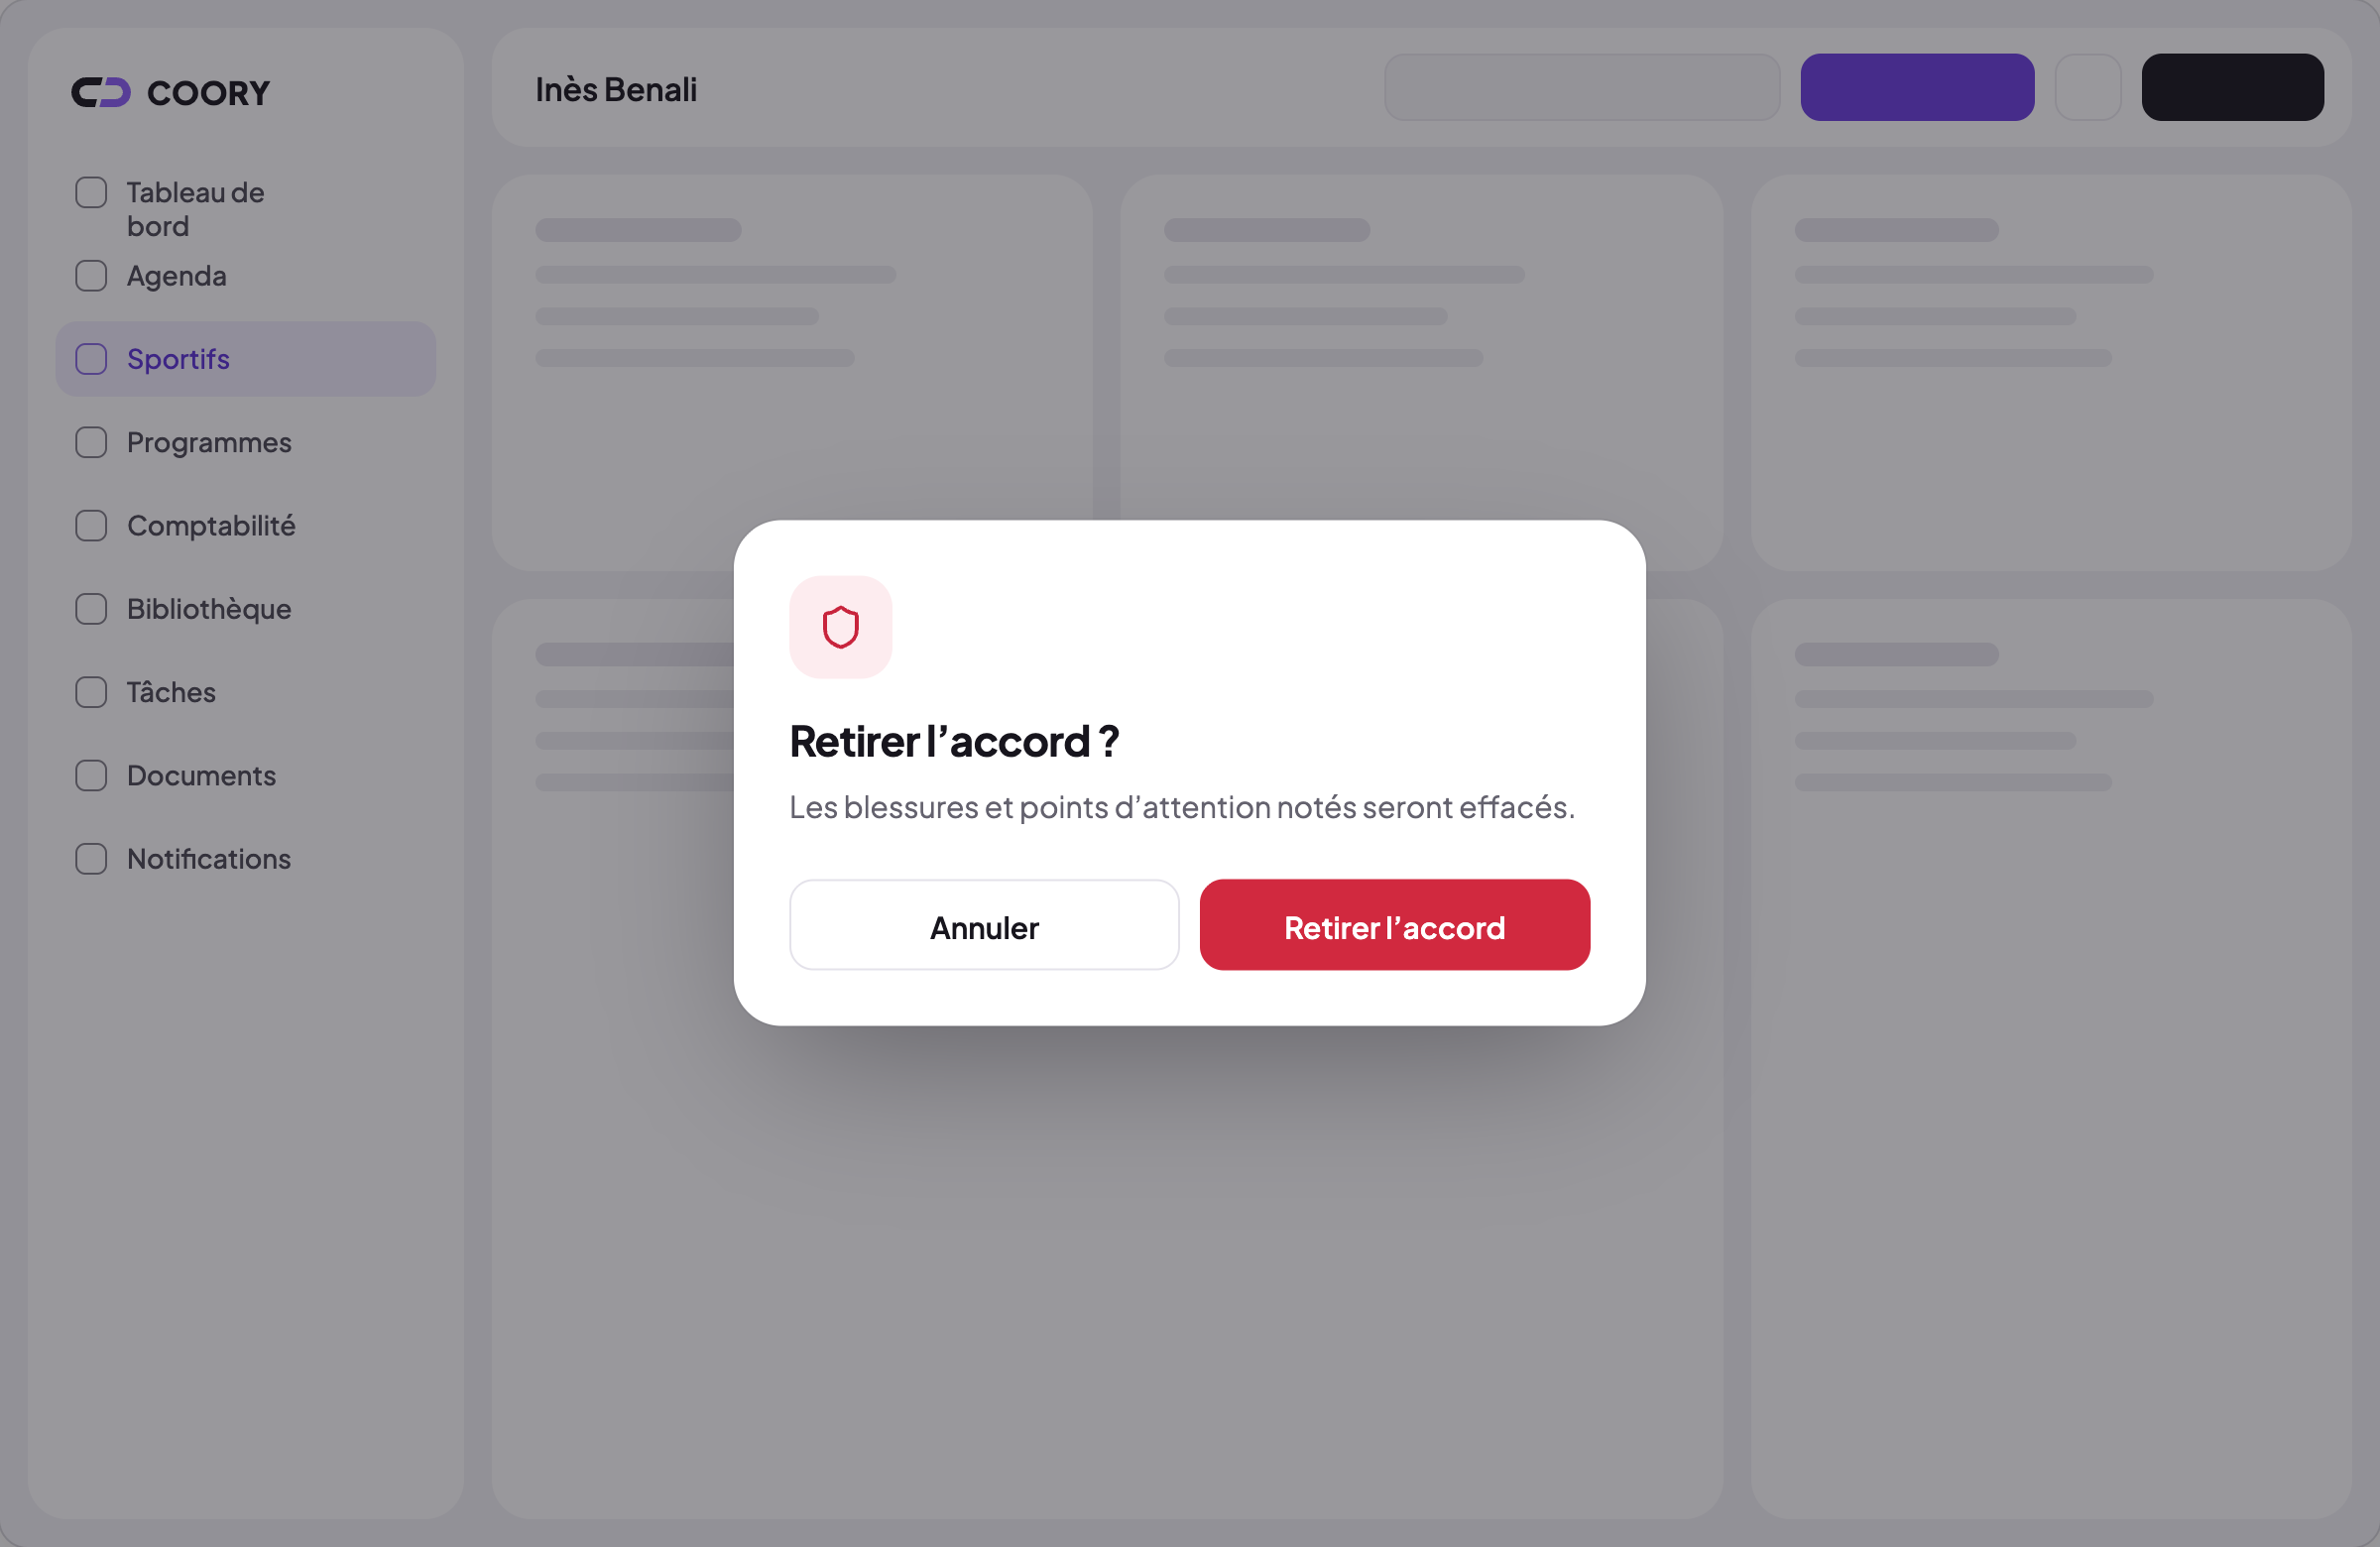 COORY
Tableau de
bord
Agenda
Sportifs
Programmes
Comptabilité
Bibliothèque
Tâches
Documents
Notifications
Inès Benali
Retirer l’accord ?
Les blessures et points d’attention notés seront effacés.
Annuler
Retirer l’accord